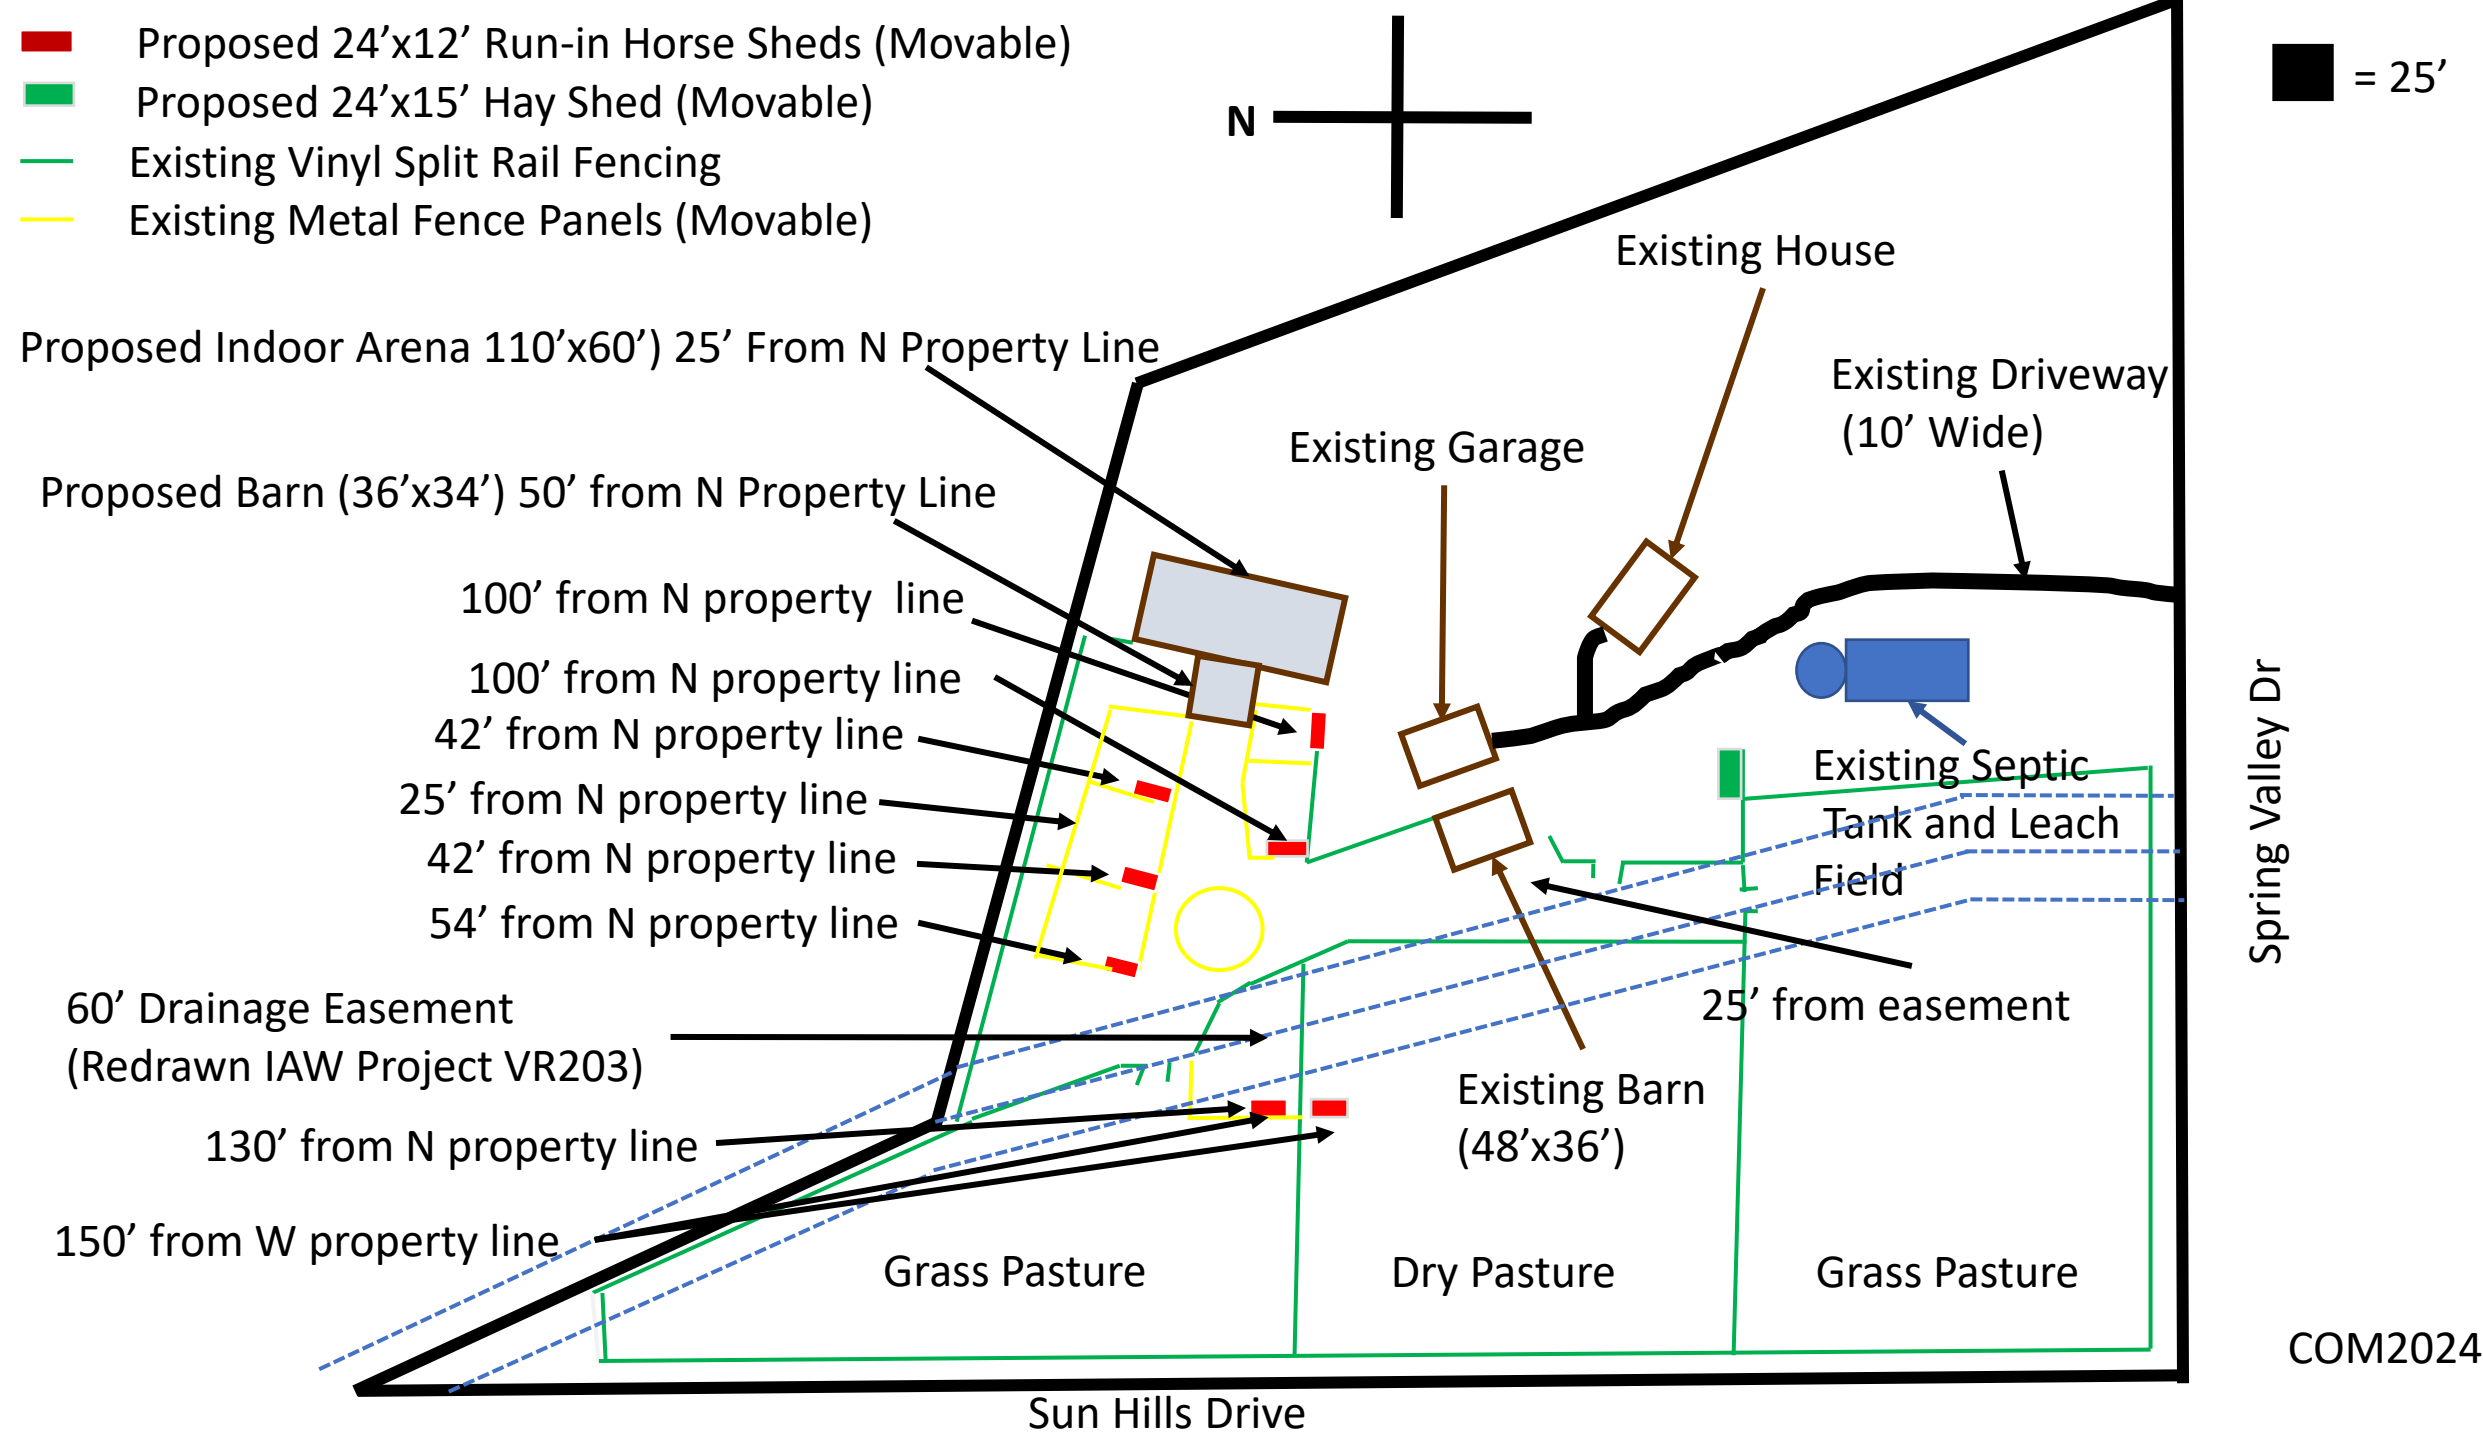 Proposed 24’x12’ Run-in Horse Sheds (Movable)
Proposed 24’x15’ Hay Shed (Movable)
Existing Vinyl Split Rail Fencing
Existing Metal Fence Panels (Movable)
N
= 25’
Existing House
Proposed Indoor Arena 110’x60’) 25’ From N Property Line
Existing Driveway
(10’ Wide)
Existing Garage
Proposed Barn (36’x34’) 50’ from N Property Line
100’ from N property line
100’ from N property line
42’ from N property line
25’ from N property line
42’ from N property line
54’ from N property line
Existing Septic
Tank and Leach
Field
Spring Valley Dr
60’ Drainage Easement
(Redrawn IAW Project VR203)
25’ from easement
Existing Barn
(48’x36’)
130’ from N property line
150’ from W property line
Grass Pasture
Dry Pasture
Grass Pasture
COM2024
Sun Hills Drive